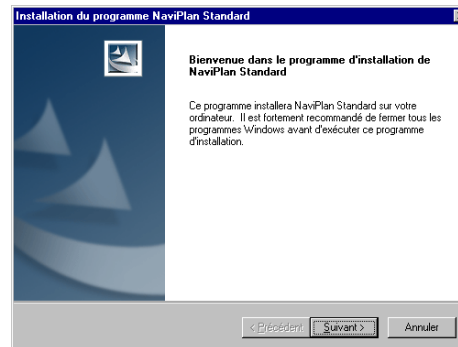 Installation du programme NaviPlan Standard
Bienvenue dans le programme d'installation de
NaviPlan Standard
Ce programme installera NaviPlan Standard sur votre
ordinateur. Il est fortement recommandé de fermer tous les
programmes Windows avant d'exécuter ce programme
d'installation.
< Précédent Suivant > Annuler